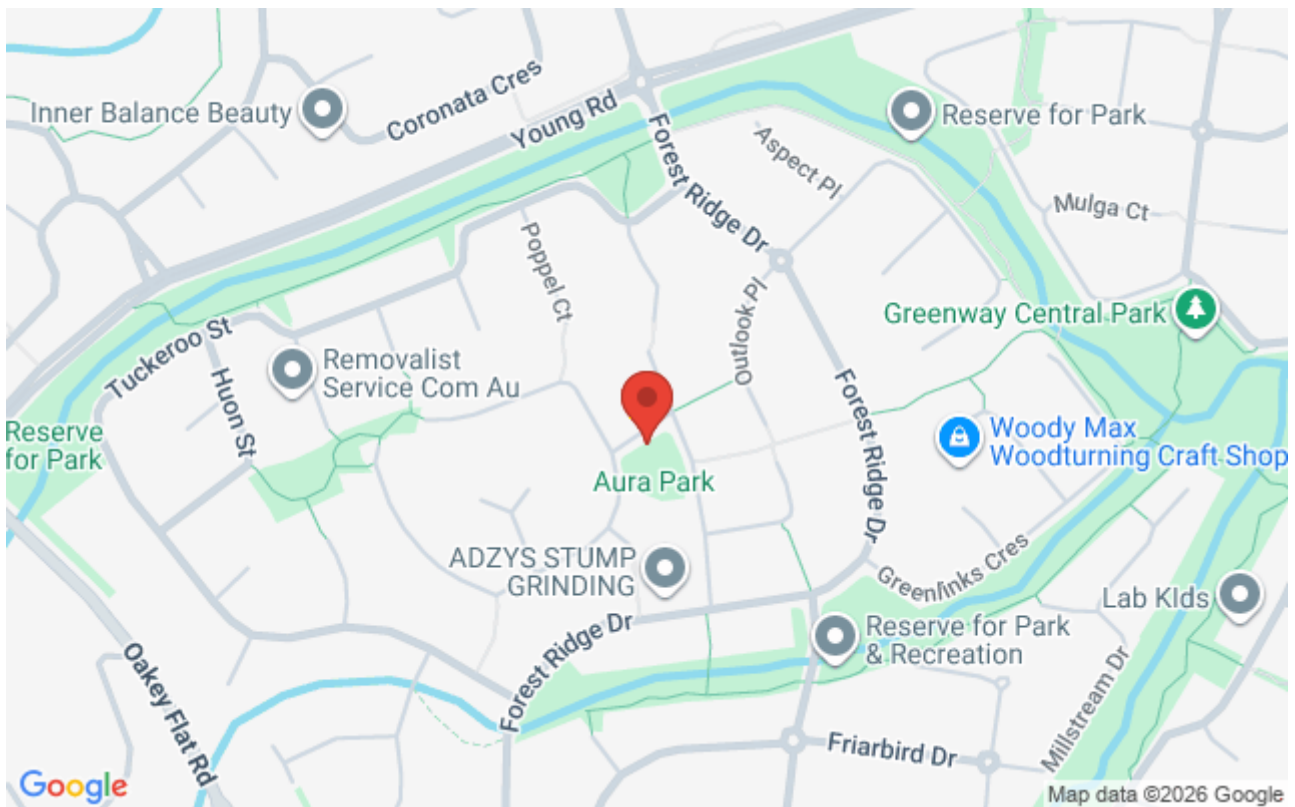 Inner Balance Beauty
Coronata Cres
Young Rd
Forest Ridge Dr
Aspect Pl
Reserve for Park
Mulga Ct
Poppel Ct
Outlook Pl
Greenway Central Park
Tuckeroo St
Huon St
Removalist
Service Com Au
Forest Ridge Dr
Reserve
for Park
Woody Max
Woodturning Craft Shop
Aura Park
ADZYS STUMP
GRINDING
Greenlinks Cres
Lab KIds
Forest Ridge Dr
Reserve for Park
& Recreation
Oakey Flat Rd
Millstream Dr
Friarbird Dr
Google
Map data ©2026 Google